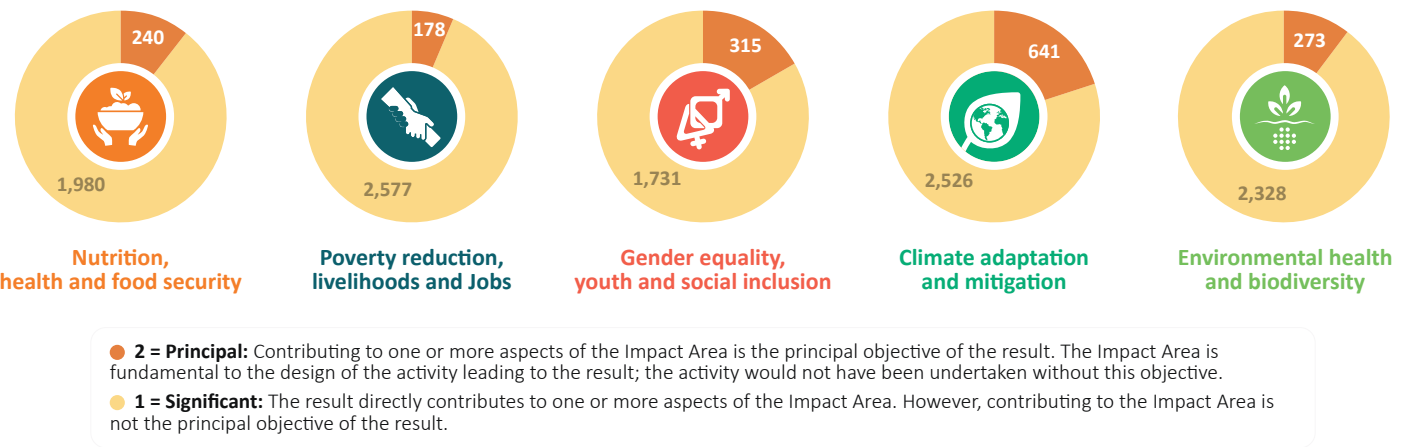 240
1,980
178
2,577
315
1,731
641
2,526
273
2,328
Nutrition,
health and food security
Poverty reduction,
livelihoods and Jobs
Gender equality,
youth and social inclusion
Climate adaptation
and mitigation
Environmental health
and biodiversity
2 = Principal: Contributing to one or more aspects of the Impact Area is the principal objective of the result. The Impact Area is
fundamental to the design of the activity leading to the result; the activity would not have been undertaken without this objective.
1 = Significant: The result directly contributes to one or more aspects of the Impact Area. However, contributing to the Impact Area is
not the principal objective of the result.